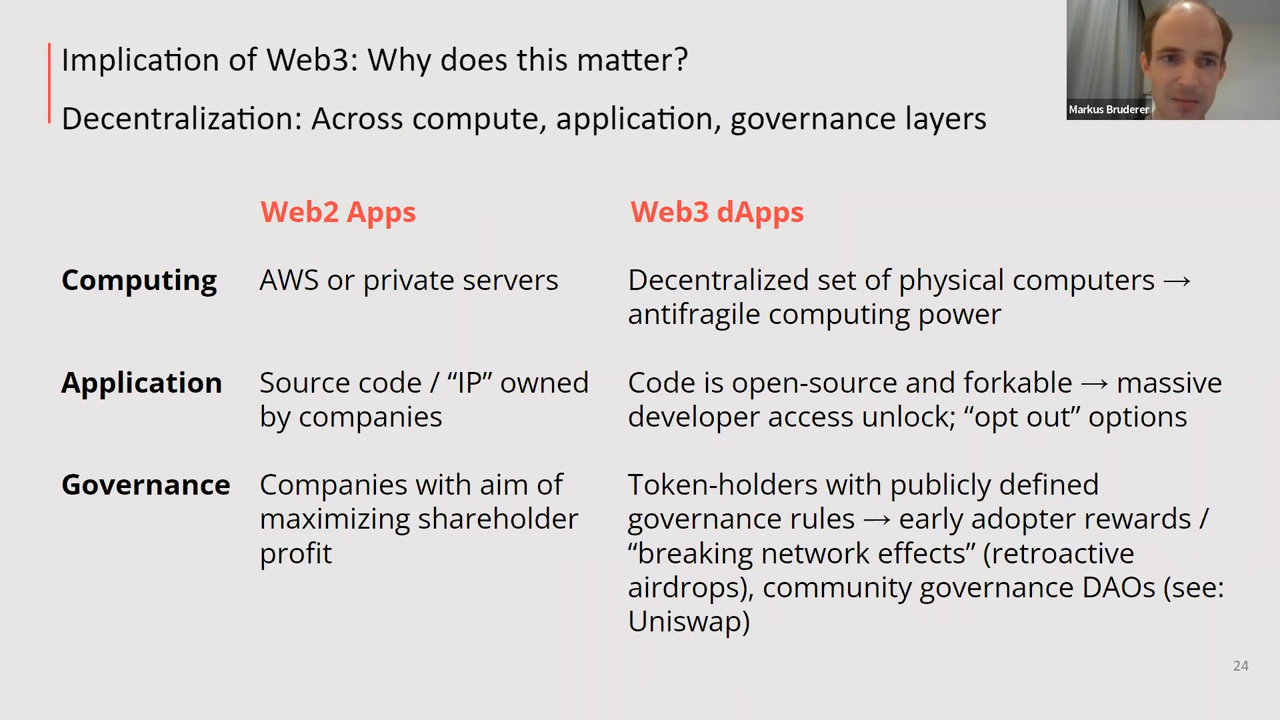 Implication of Web3: Why does this matter?
Decentralization: Across compute, application, governance layers
Markus Bruderer
Web2 Apps
Web3 dApps
Computing
AWS or private servers
Decentralized set of physical computers →
antifragile computing power
Application
Source code / “IP” owned
by companies
Code is open-source and forkable → massive
developer access unlock; “opt out” options
Governance
Companies with aim of
maximizing shareholder
profit
Token-holders with publicly defined
governance rules → early adopter rewards /
“breaking network effects” (retroactive
airdrops), community governance DAOs (see:
Uniswap)
24